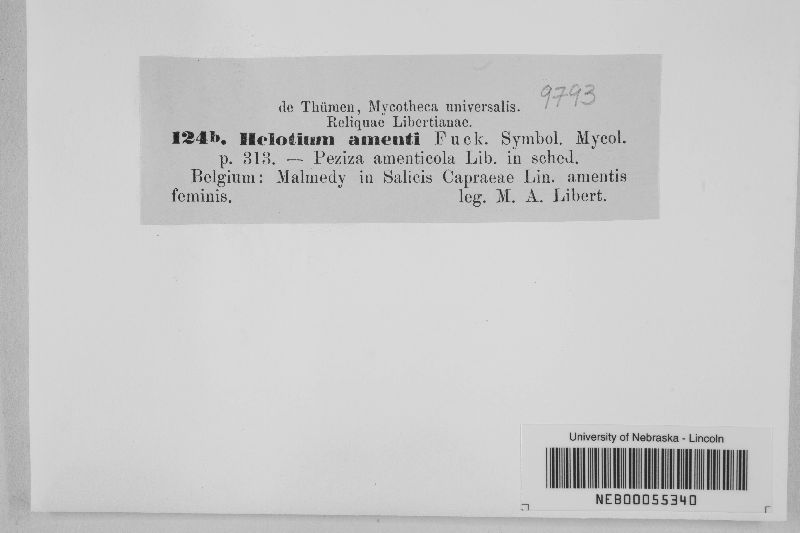 de Thümen, Mycotheca universalis. 9793
Reliquae Libertianae.
124b. Helotium amenti Fuck. Symbol. Mycol.
p. 313. — Peziza amenticola Lib. in sched.
Belgium: Malmedy in Salicis Capraeae Lin. amentis
feminis. leg. M. A. Libert.
University of Nebraska - Lincoln
NEB00055340